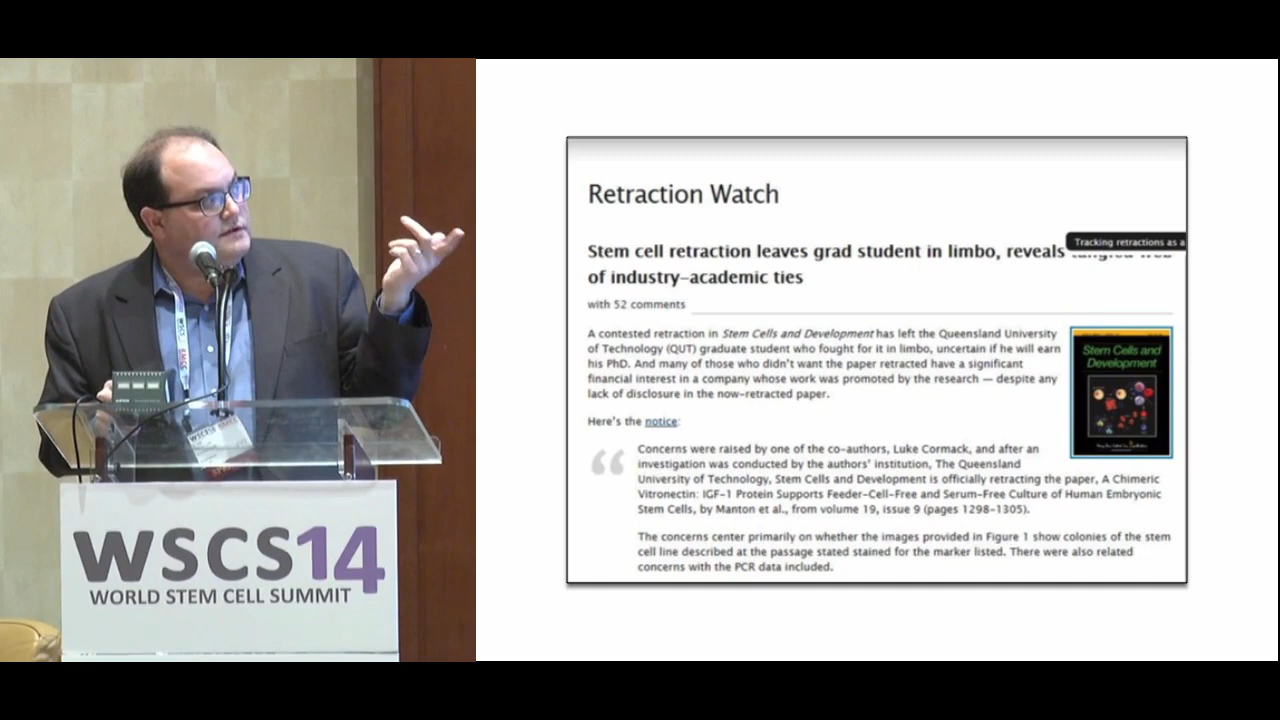 WSCS14
WORLD STEM CELL SUMMIT
Retraction Watch
Tracking retractions as a
Stem cell retraction leaves grad student in limbo, reveals
of industry–academic ties
with 52 comments
A contested retraction in Stem Cells and Development has left the Queensland University
of Technology (QUT) graduate student who fought for it in limbo, uncertain if he will earn
his PhD. And many of those who didn't want the paper retracted have a significant
financial interest in a company whose work was promoted by the research — despite any
lack of disclosure in the now-retracted paper.
Stem Cells and
Development
Here's the notice:
“
Concerns were raised by one of the co-authors, Luke Cormack, and after an
investigation was conducted by the authors' institution, The Queensland
University of Technology, Stem Cells and Development is officially retracting the paper, A Chimeric
Vitronectin: IGF-1 Protein Supports Feeder-Cell-Free and Serum-Free Culture of Human Embryonic
Stem Cells, by Manton et al., from volume 19, issue 9 (pages 1298-1305).
The concerns center primarily on whether the images provided in Figure 1 show colonies of the stem
cell line described at the passage stated stained for the marker listed. There were also related
concerns with the PCR data included.